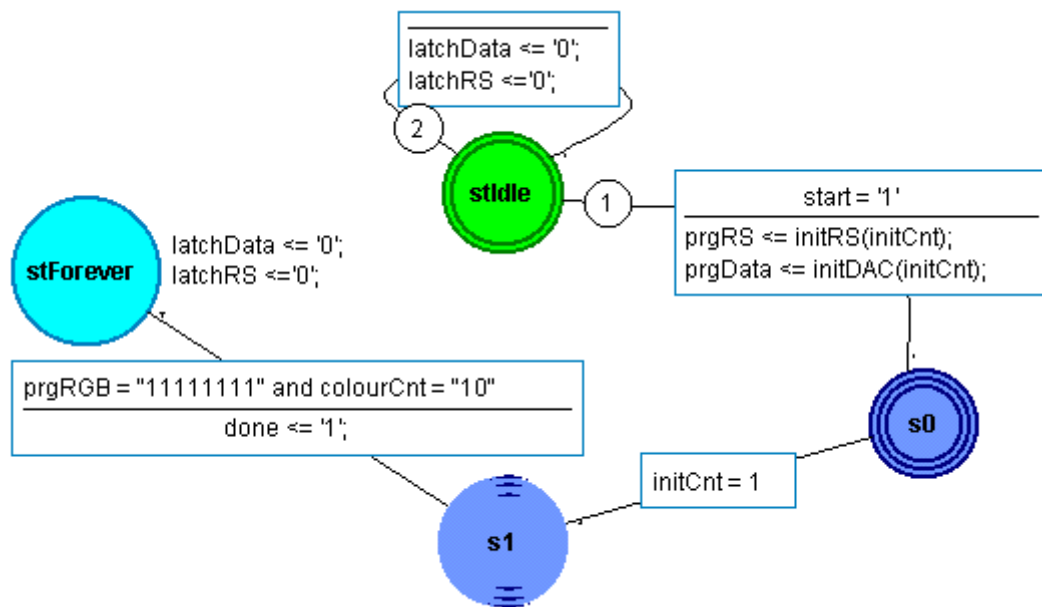 latchData <= '0';
latchRS <='0';
2
stIdle
1
start = '1'
prgRS <= initRS(initCnt);
prgData <= initDAC(initCnt);
stForever
latchData <= '0';
latchRS <='0';
prgRGB = "11111111" and colourCnt = "10"
done <= '1';
s0
initCnt = 1
s1